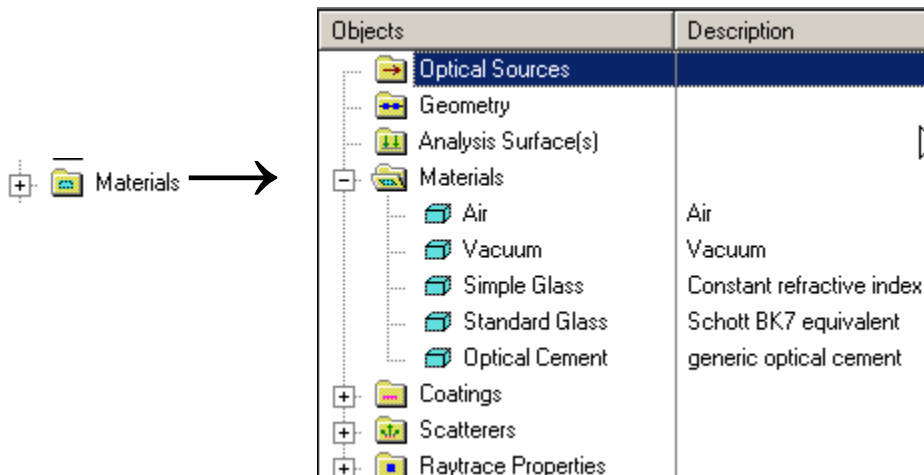 Objects Description
Optical Sources
Geometry
Analysis Surface(s)
Materials
Materials
Air Air
Vacuum Vacuum
Simple Glass Constant refractive index
Standard Glass Schott BK7 equivalent
Optical Cement generic optical cement
Coatings
Scatterers
Raytrace Properties